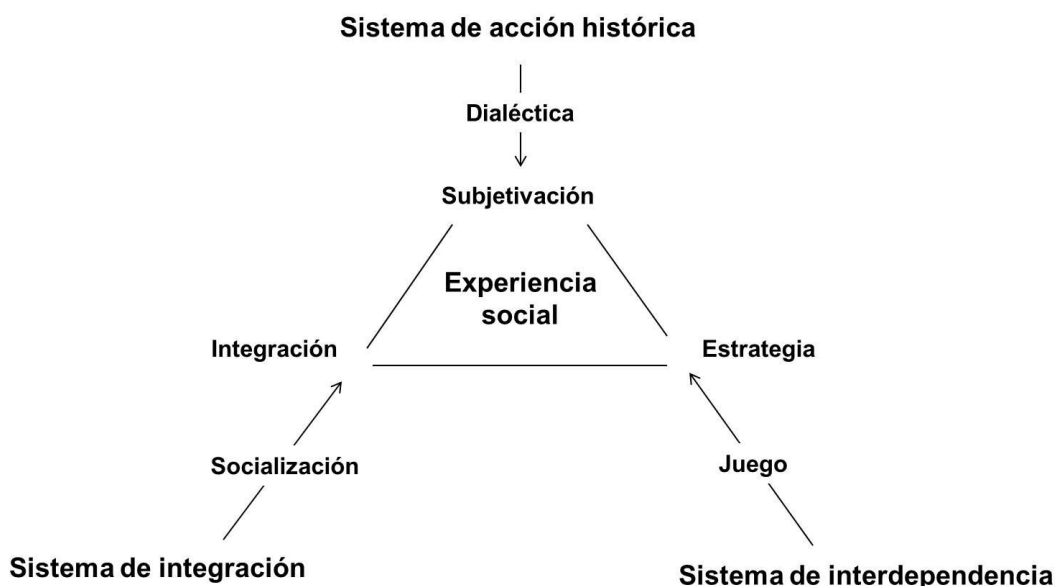 Sistema de acción histórica
Dialéctica
Subjetivación
Experiencia
social
Integración
Estrategia
Socialización
Juego
Sistema de integración
Sistema de interdependencia